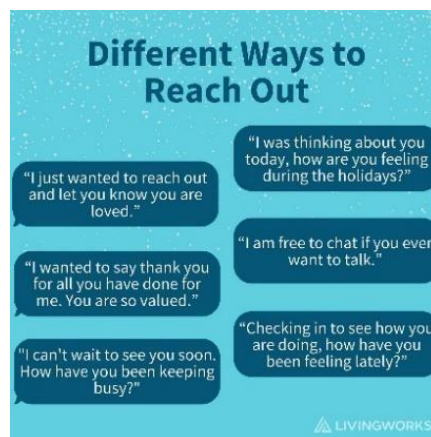 Different Ways to
Reach Out
“I was thinking about you
today, how are you feeling
during the holidays?”
“I just wanted to reach out
and let you know you are
loved.”
“I am free to chat if you ever
want to talk.”
“I wanted to say thank you
for all you have done for
me. You are so valued.”
“Checking in to see how you
are doing, how have you
been feeling lately?”
"I can't wait to see you soon.
How have you been keeping
busy?”
LIVINGWORKS